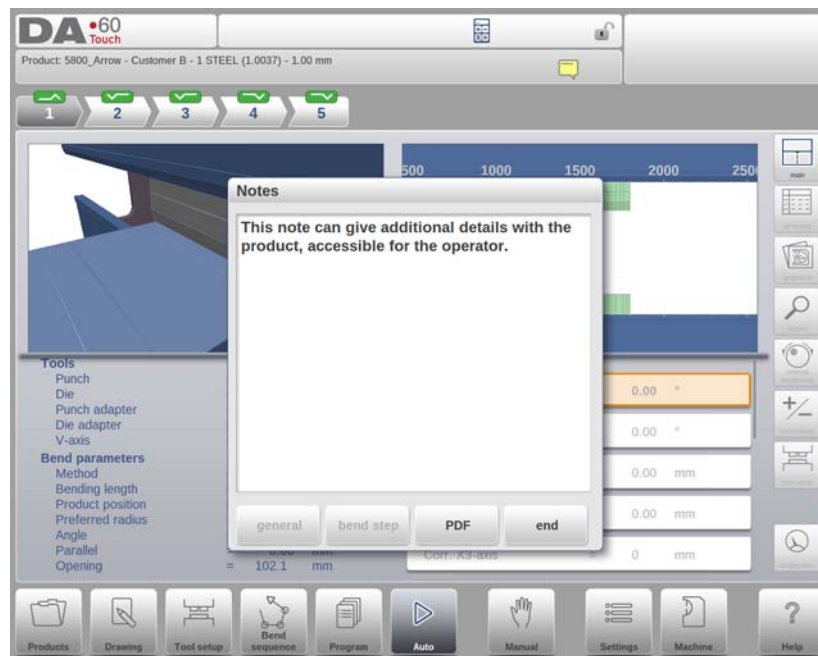 DA•60
Touch
Product: 5800_Arrow - Customer B - 1 STEEL (1.0037) - 1.00 mm
1 2 3 4 5
500 1000 1500 2000 250
main
Notes
This note can give additional details with the
product, accessible for the operator.
general bend step PDF end
Tools
Punch
Die
Punch adapter
Die adapter
V-axis
Bend parameters
Method
Bending length
Product position
Preferred radius
Angle
Parallel = 0.00 mm
Opening = 102.1 mm
0.00 °
0.00 °
0.00 mm
0.00 mm
Corr. X3-axis = 0 mm
Products Drawing Tool setup Bend sequence Program Auto Manual Settings Machine Help